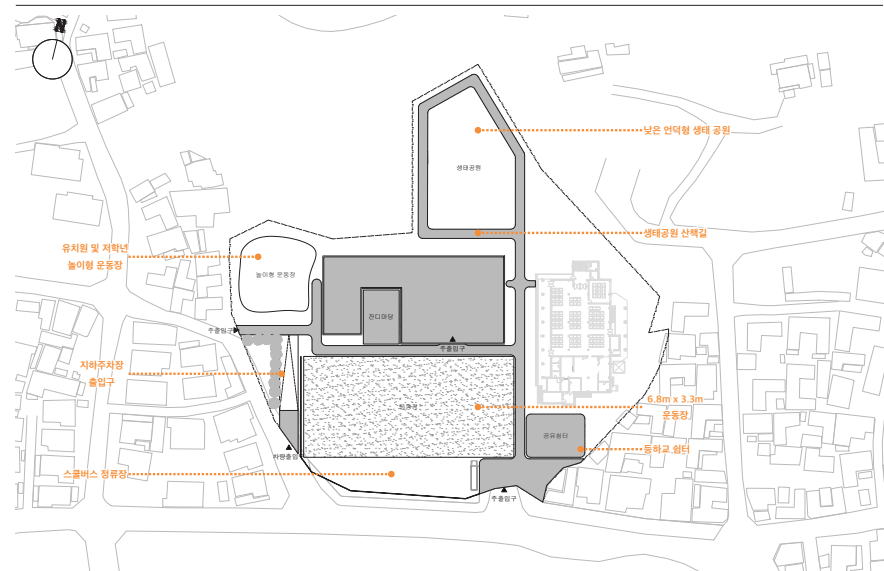 낮은 언덕형 생태 공원
생태공원
생태공원 산책길
유치원 및 저학년
놀이형 운동장
놀이형 운동장
잔디마당
주출입구
주출입구
지하주차장
출입구
6.8m x 3.3m
운동장
운동장
공유쉼터
등하교 쉼터
차량출입
스쿨버스 정류장
주출입구